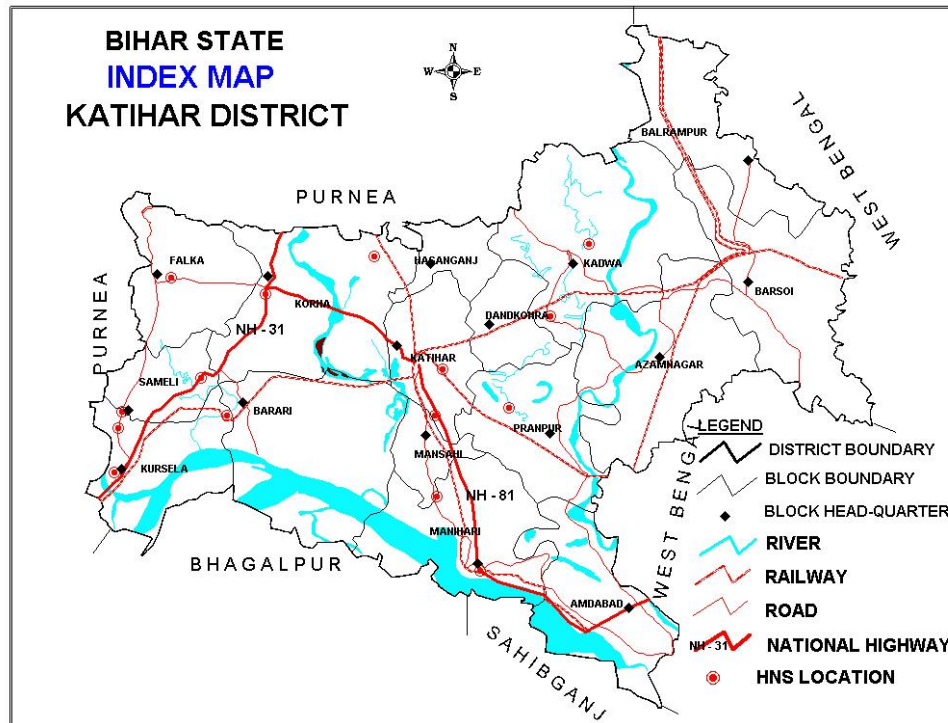 BIHAR STATE
INDEX MAP
KATIHAR DISTRICT
N
W E
S
PURNEA
PURNEA
WEST BENGAL
BALRAMPUR
FALKA
HASANGANJ
KADWA
KORHA
BARSOI
DANDKOHRA
NH - 31
KATIHAR
AZAMNAGAR
SAMELI
BARARI
PRANPUR
MANSAHI
KURSELA
NH - 81
MANIHARI
BHAGALPUR
AMDABAD
SAHIBGANJ
WEST BENG
LEGEND
DISTRICT BOUNDARY
BLOCK BOUNDARY
BLOCK HEAD-QUARTER
RIVER
RAILWAY
ROAD
NH - 31
NATIONAL HIGHWAY
HNS LOCATION